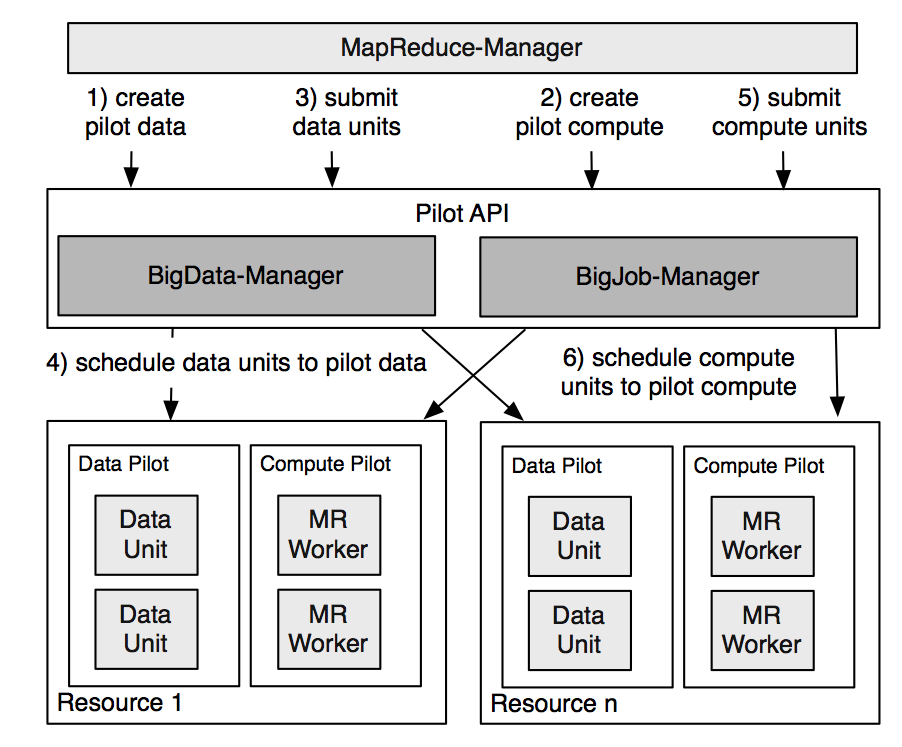 MapReduce-Manager
1) create
pilot data
3) submit
data units
2) create
pilot compute
5) submit
compute units
Pilot API
BigData-Manager
BigJob-Manager
4) schedule data units to pilot data
6) schedule compute
units to pilot compute
Data Pilot
Data
Unit
Data
Unit
Compute Pilot
MR
Worker
MR
Worker
Resource 1
Data Pilot
Data
Unit
Data
Unit
Compute Pilot
MR
Worker
MR
Worker
Resource n